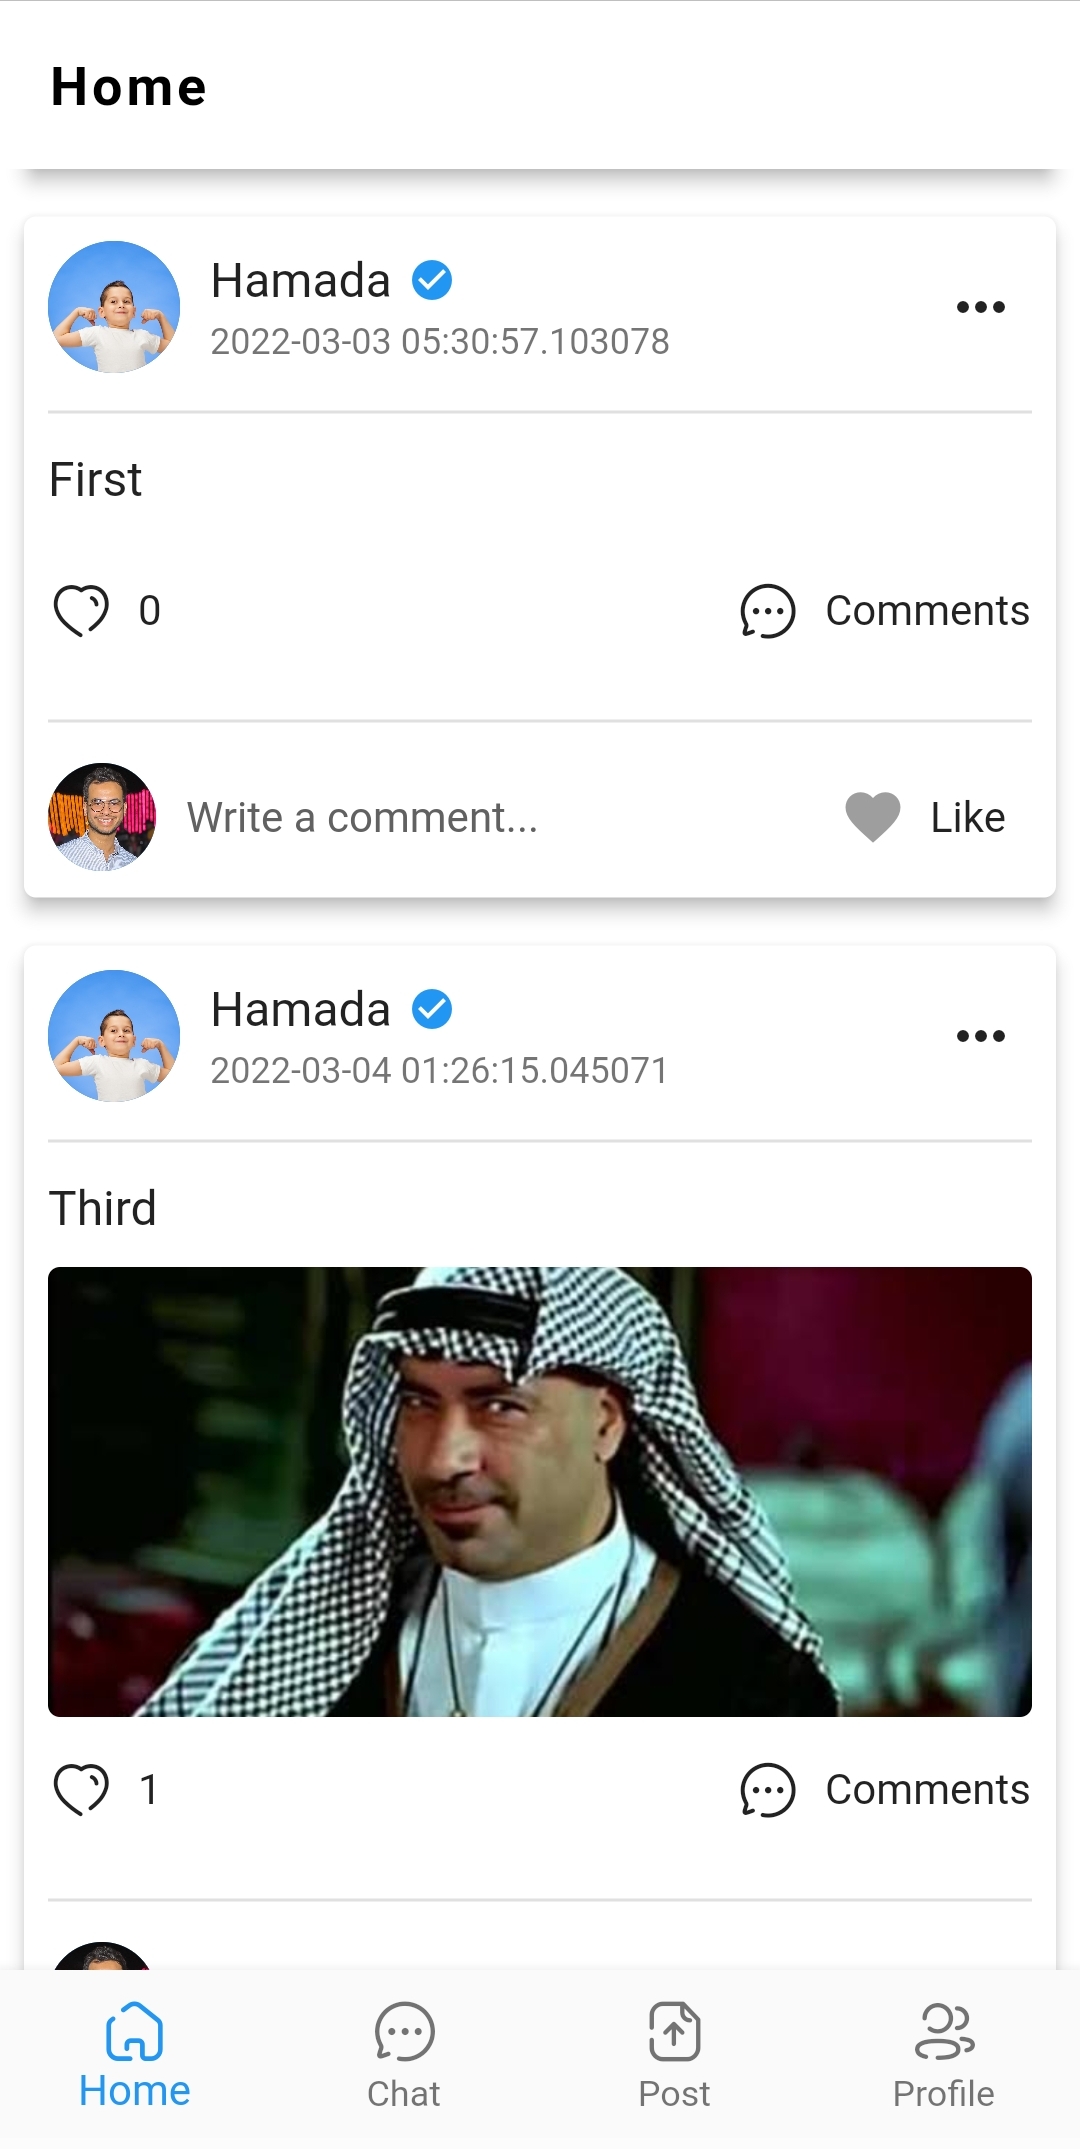 Home
Hamada
2022-03-03 05:30:57.103078
First
0
Comments
Write a comment...
Like
Hamada
2022-03-04 01:26:15.045071
Third
1
Comments
Home
Chat
Post
Profile